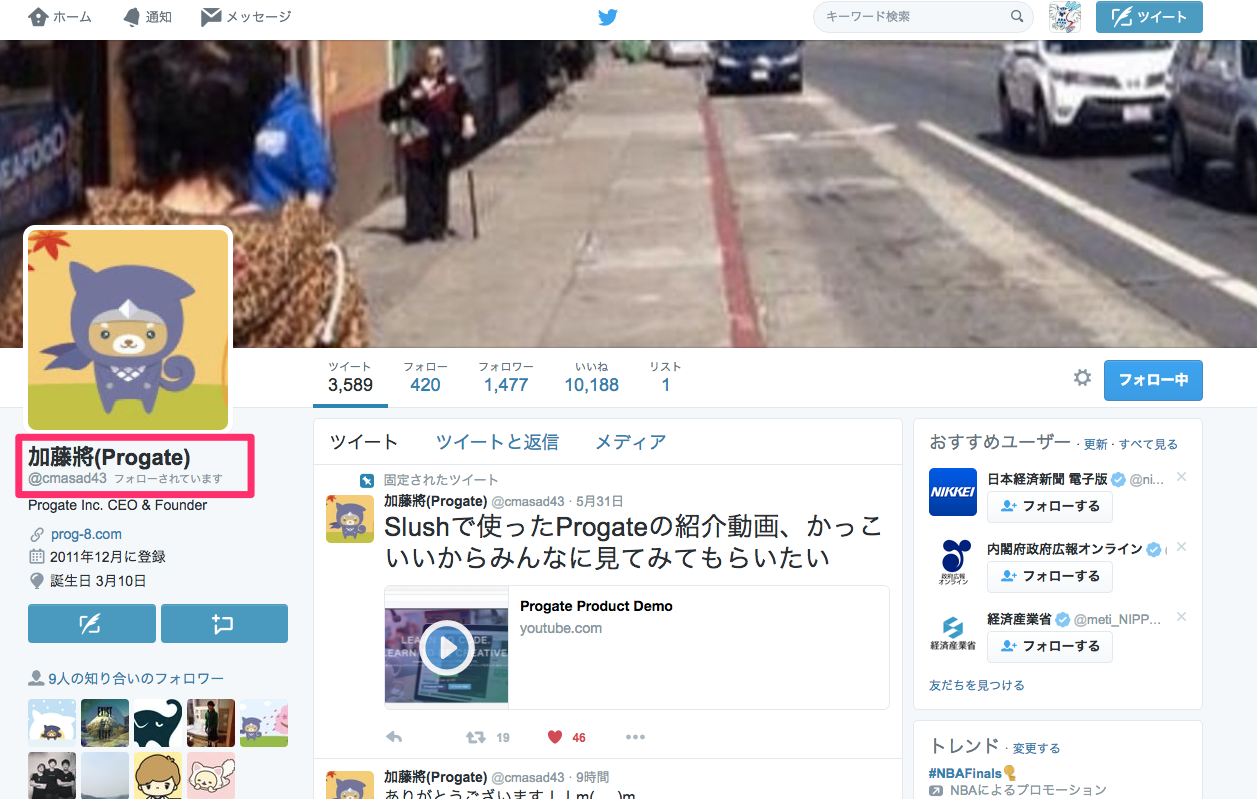 ホーム
通知
メッセージ
キーワード検索
ツイート
SEAFOOD
ツイート
3,589
フォロー
420
フォロワー
1,477
いいね
10,188
リスト
1
フォロー中
加藤將(Progate)
@cmasad43 フォローされています
Progate Inc. CEO & Founder
prog-8.com
2011年12月に登録
誕生日 3月10日
9人の知り合いのフォロワー
ツイート ツイートと返信 メディア
固定されたツイート
加藤將(Progate) @cmasad43 · 5月31日
Slushで使ったProgateの紹介動画、かっこ
いいからみんなに見てみてもらいたい
LEARN TO CODE.
LEARN TO BE CREATIVE
Progate Product Demo
youtube.com
19
46
•••
加藤將(Progate) @cmasad43 · 9時間
ありがとうございます！！m(_ _)m
おすすめユーザー · 更新 · すべて見る
NIKKEI
日本経済新聞 電子版 @ni...
フォローする
政府広報
オンライン
内閣府政府広報オンライン
フォローする
経済産業省
経済産業省 @meti_NIPP...
フォローする
友だちを見つける
トレンド · 変更する
#NBAFinals
NBAによるプロモーション